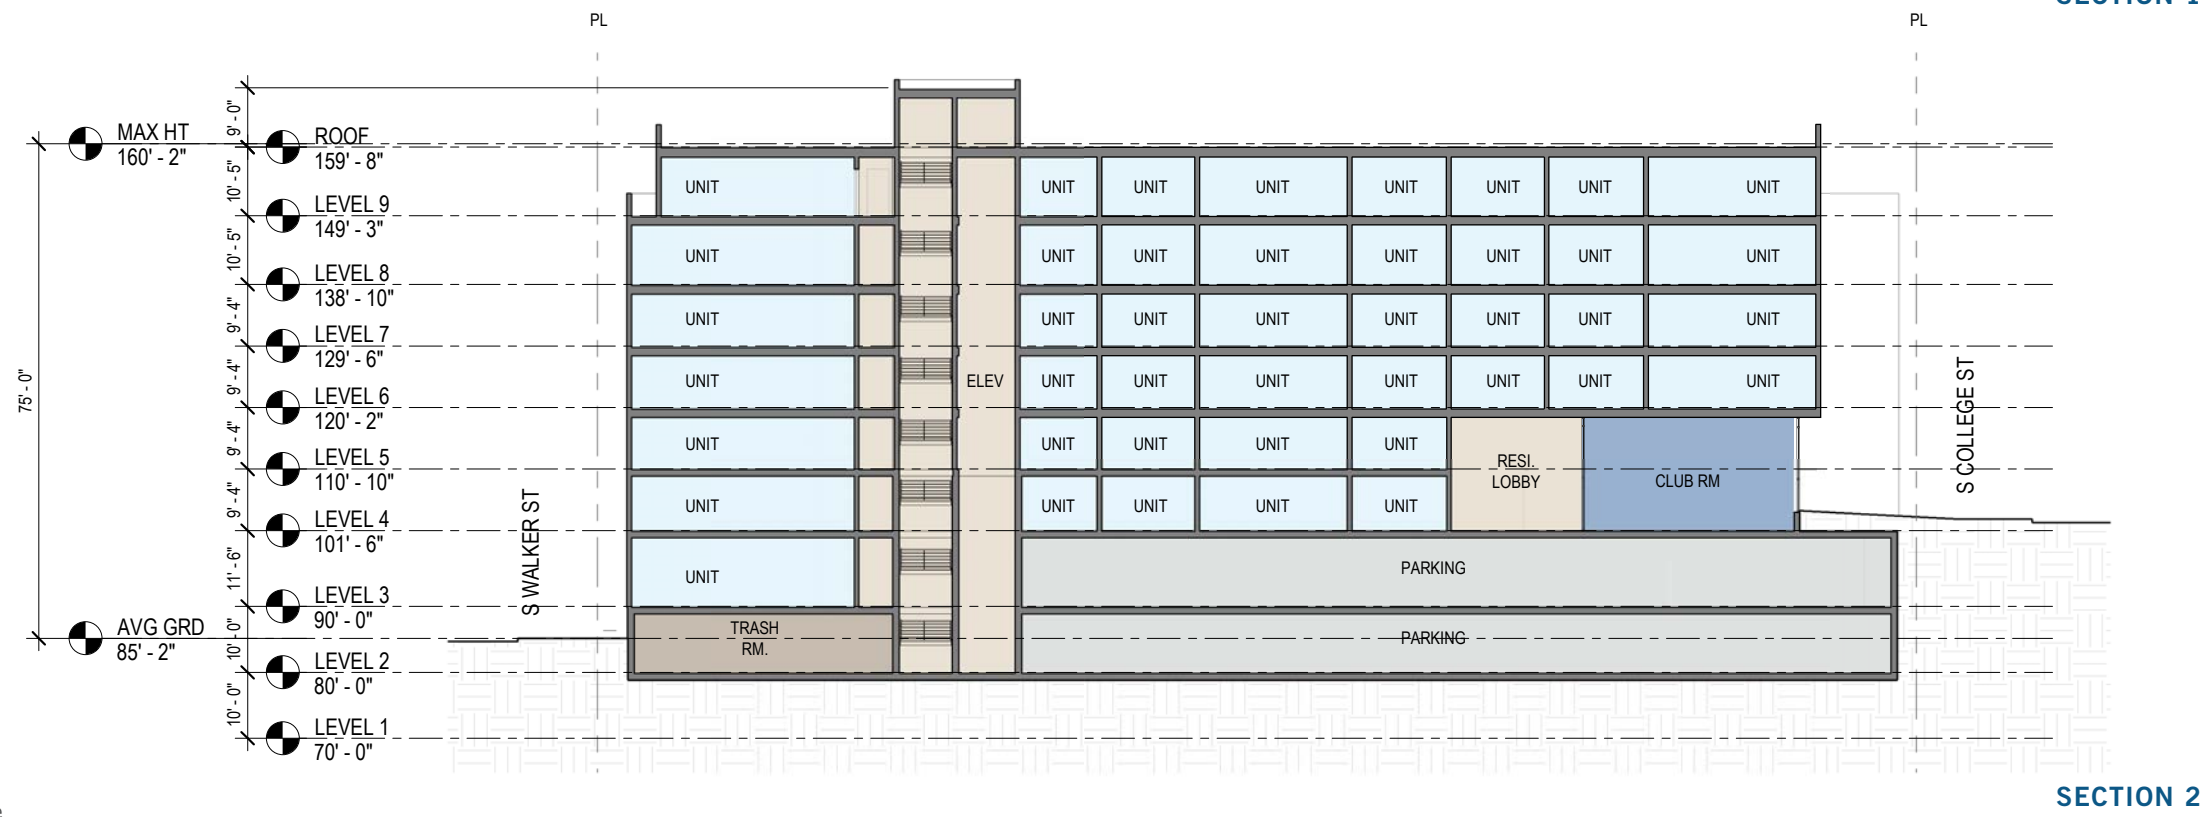 PL
PL
9' - 0"
MAX HT
160' - 2"
ROOF
159' - 8"
10' - 5"
UNIT
UNIT
UNIT
UNIT
UNIT
UNIT
UNIT
UNIT
LEVEL 9
149' - 3"
10' - 5"
UNIT
UNIT
UNIT
UNIT
UNIT
UNIT
UNIT
UNIT
LEVEL 8
138' - 10"
9' - 4"
UNIT
UNIT
UNIT
UNIT
UNIT
UNIT
UNIT
UNIT
LEVEL 7
129' - 6"
9' - 4"
75' - 0"
UNIT
ELEV
UNIT
UNIT
UNIT
UNIT
UNIT
UNIT
UNIT
LEVEL 6
120' - 2"
9' - 4"
S COLLEGE ST
UNIT
UNIT
UNIT
UNIT
UNIT
RESI.
LOBBY
CLUB RM
LEVEL 5
110' - 10"
9' - 4"
UNIT
UNIT
UNIT
UNIT
UNIT
LEVEL 4
101' - 6"
S WALKER ST
11' - 6"
UNIT
PARKING
LEVEL 3
90' - 0"
AVG GRD
85' - 2"
10' - 0"
TRASH
RM.
PARKING
LEVEL 2
80' - 0"
10' - 0"
LEVEL 1
70' - 0"
SECTION 2